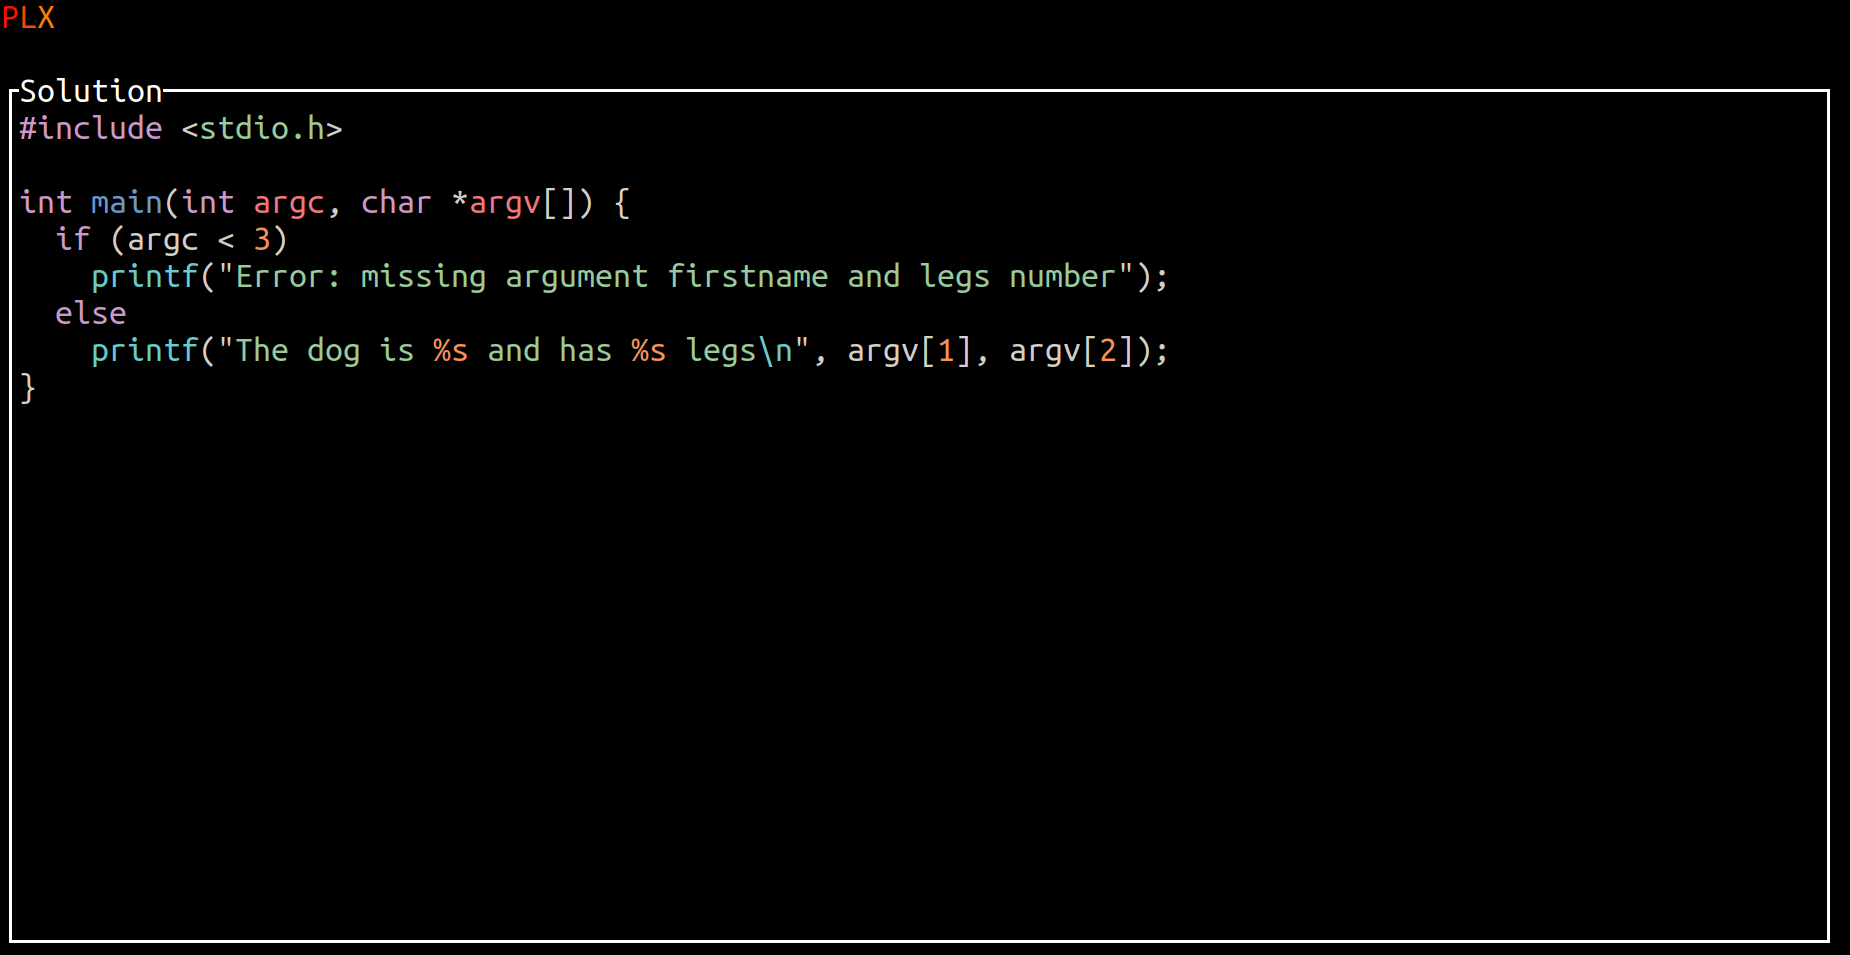 PLX
Solution
#include <stdio.h>
int main(int argc, char *argv[]) {
  if (argc < 3)
    printf("Error: missing argument firstname and legs number");
  else
    printf("The dog is %s and has %s legs\n", argv[1], argv[2]);
}